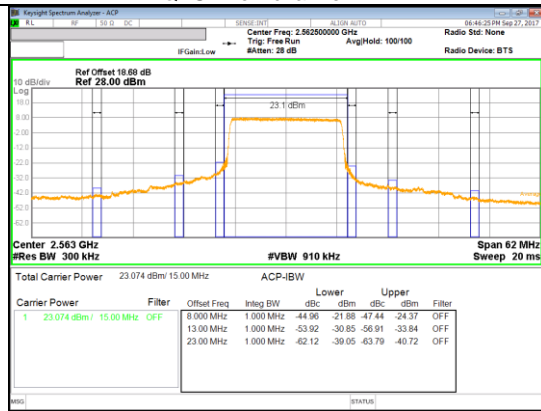 Keysight Spectrum Analyzer - ACP
RL RF 50 Ω DC SENSE:INT ALIGN AUTO 06:46:25 PM Sep 27, 2017
Center Freq: 2.562500000 GHz Radio Std: None
Trig: Free Run Avg|Hold: 100/100
IFGain:Low #Atten: 28 dB Radio Device: BTS
Ref Offset 18.68 dB
10 dB/div Ref 28.00 dBm
Log
18.0
8.00
-2.00
-12.0
-22.0
-32.0
-42.0
-52.0
-62.0
23.1 dBm
Average
Center 2.563 GHz Span 62 MHz
#Res BW 300 kHz #VBW 910 kHz Sweep 20 ms
Total Carrier Power 23.074 dBm/ 15.00 MHz ACP-IBW
Lower Upper
Carrier Power Filter Offset Freq Integ BW dBc dBm dBc dBm Filter
1 23.074 dBm / 15.00 MHz OFF 8.000 MHz 1.000 MHz -44.96 -21.88 -47.44 -24.37 OFF
13.00 MHz 1.000 MHz -53.92 -30.85 -56.91 -33.84 OFF
23.00 MHz 1.000 MHz -62.12 -39.05 -63.79 -40.72 OFF
MSG STATUS